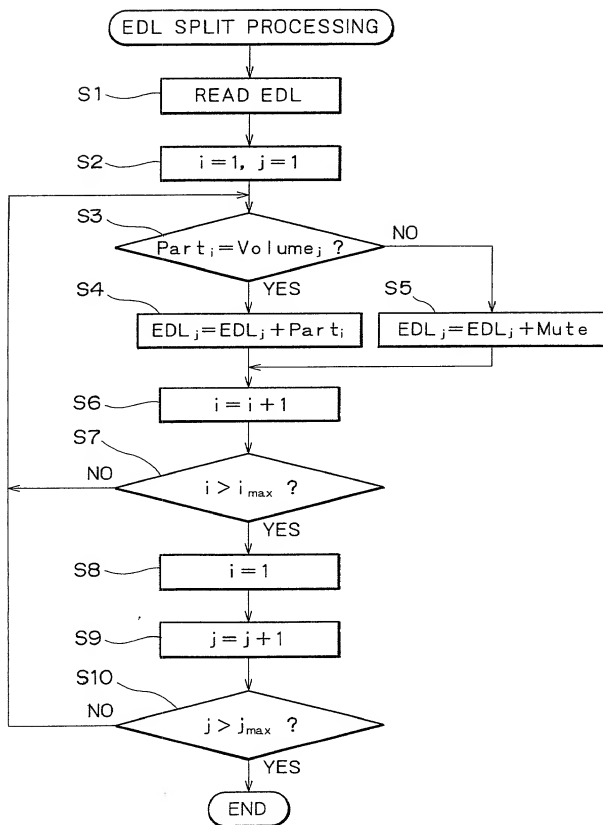 EDL SPLIT PROCESSING
S1
READ EDL
S2
i=1, j=1
S3
Part_i=Volume_j ?
NO
YES
S4
EDL_j=EDL_j+Part_i
S5
EDL_j=EDL_j+Mute
S6
i=i+1
S7
NO
i>i_max ?
YES
S8
i=1
S9
j=j+1
S10
NO
j>j_max ?
YES
END